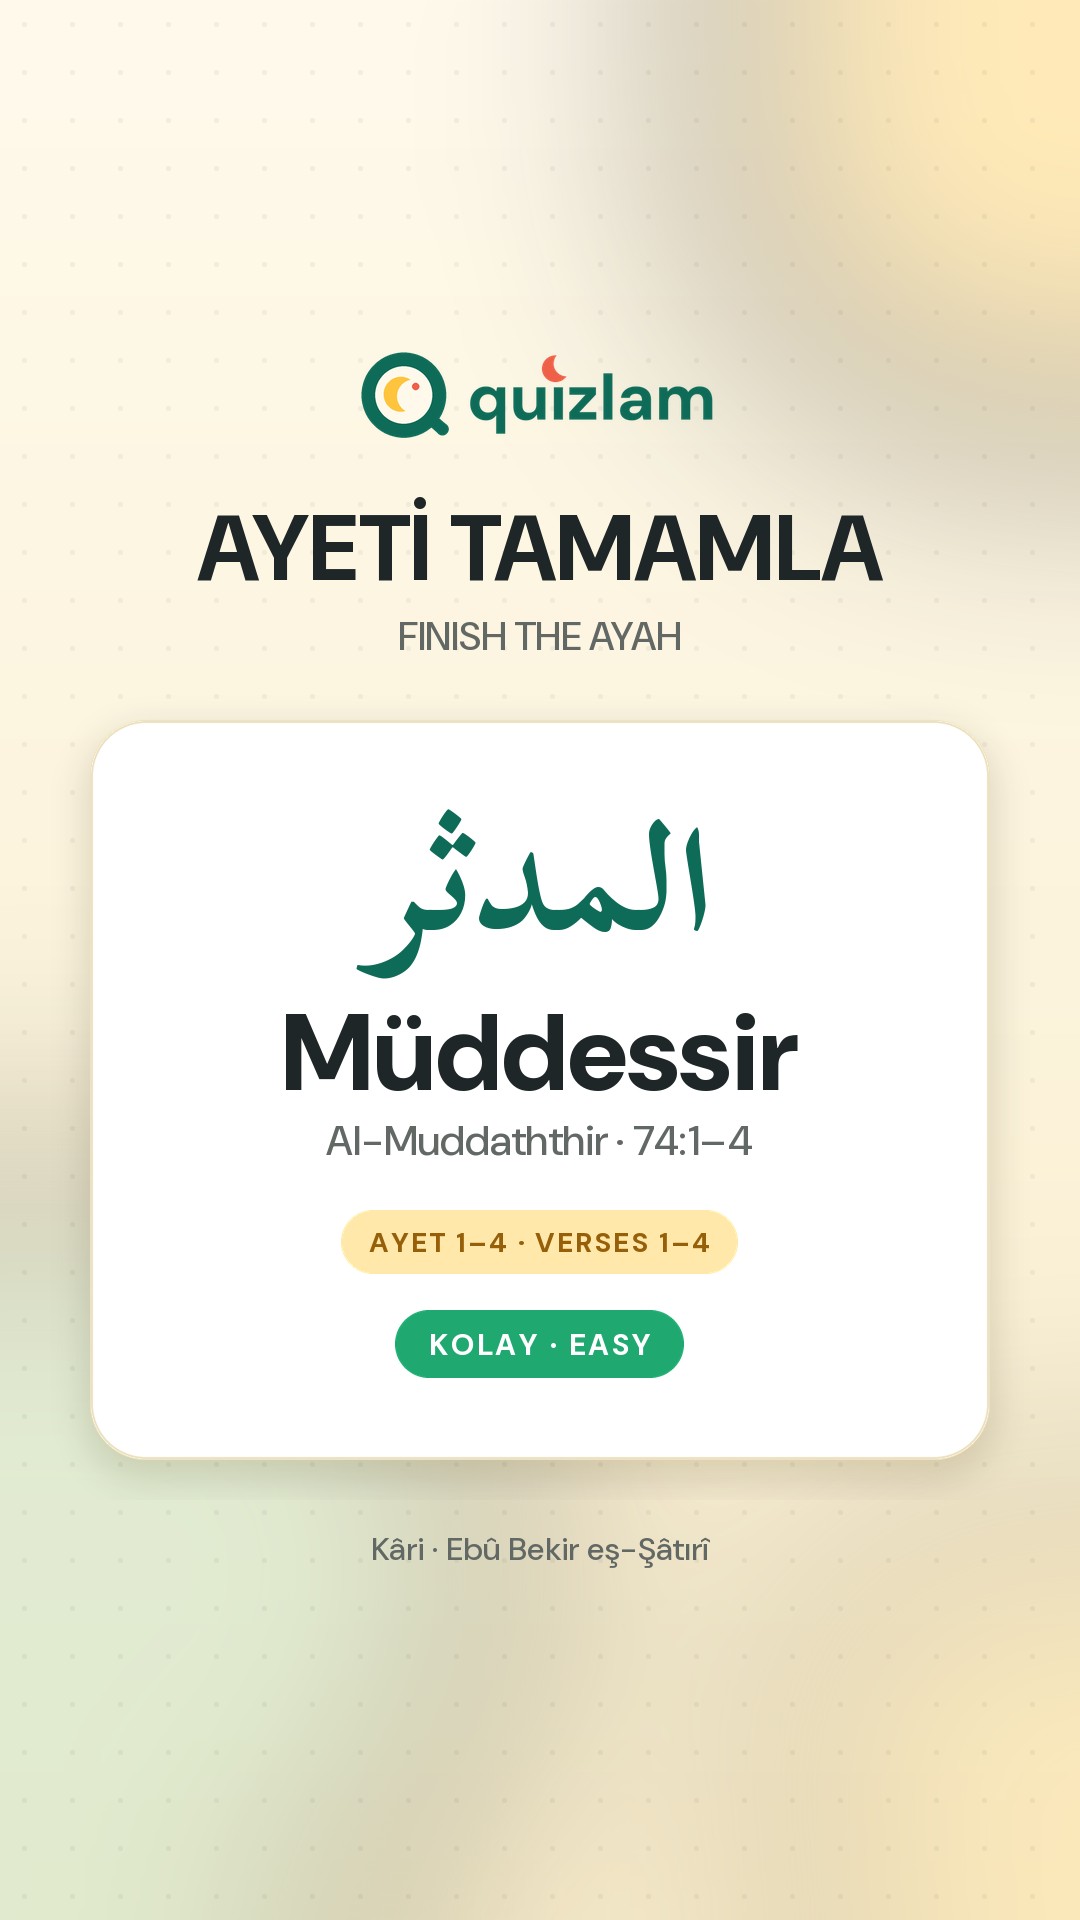 quizlam
AYETİ TAMAMLA
FINISH THE AYAH
المدثر
Müddessir
Al-Muddaththir · 74:1–4
AYET 1–4 · VERSES 1–4
KOLAY · EASY
Kâri · Ebû Bekir eş-Şâtırî